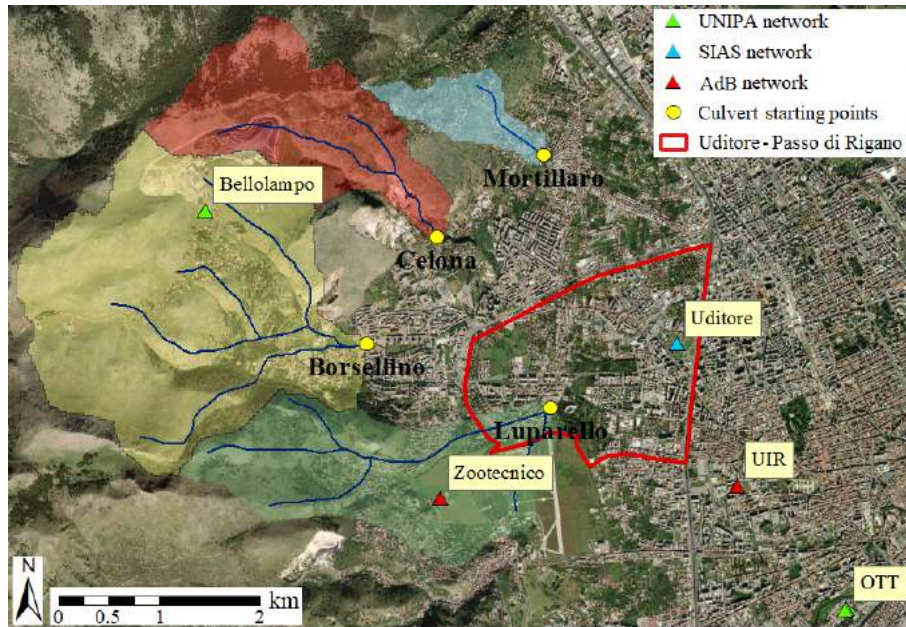 UNIPA network
SIAS network
AdB network
Culvert starting points
Uditore - Passo di Rigano
Mortillaro
Bellolampo
Celona
Uditore
Borsellino
Luparello
Zootecnico
UIR
OTT
N
0 0.5 1 2 km